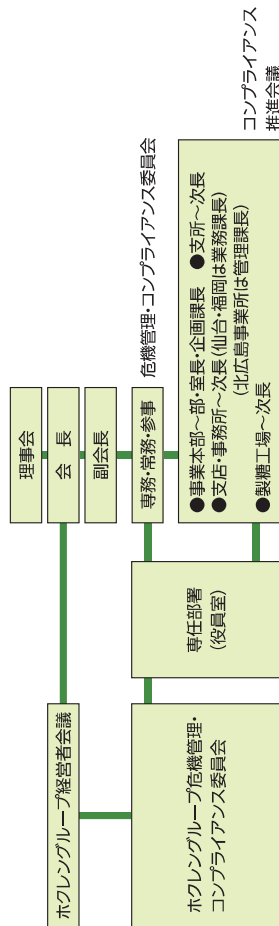 理事会
会　長
副会長
専務・常務・参事
危機管理・コンプライアンス委員会
●事業本部～部・室長・企画課長　●支所～次長
●支店・事務所～次長(仙台・福岡は業務課長)
(北広島事業所は管理課長)
●製糖工場～次長
コンプライアンス
推進会議
専任部署
(役員室)
ホクレングループ経営者会議
ホクレングループ危機管理・
コンプライアンス委員会